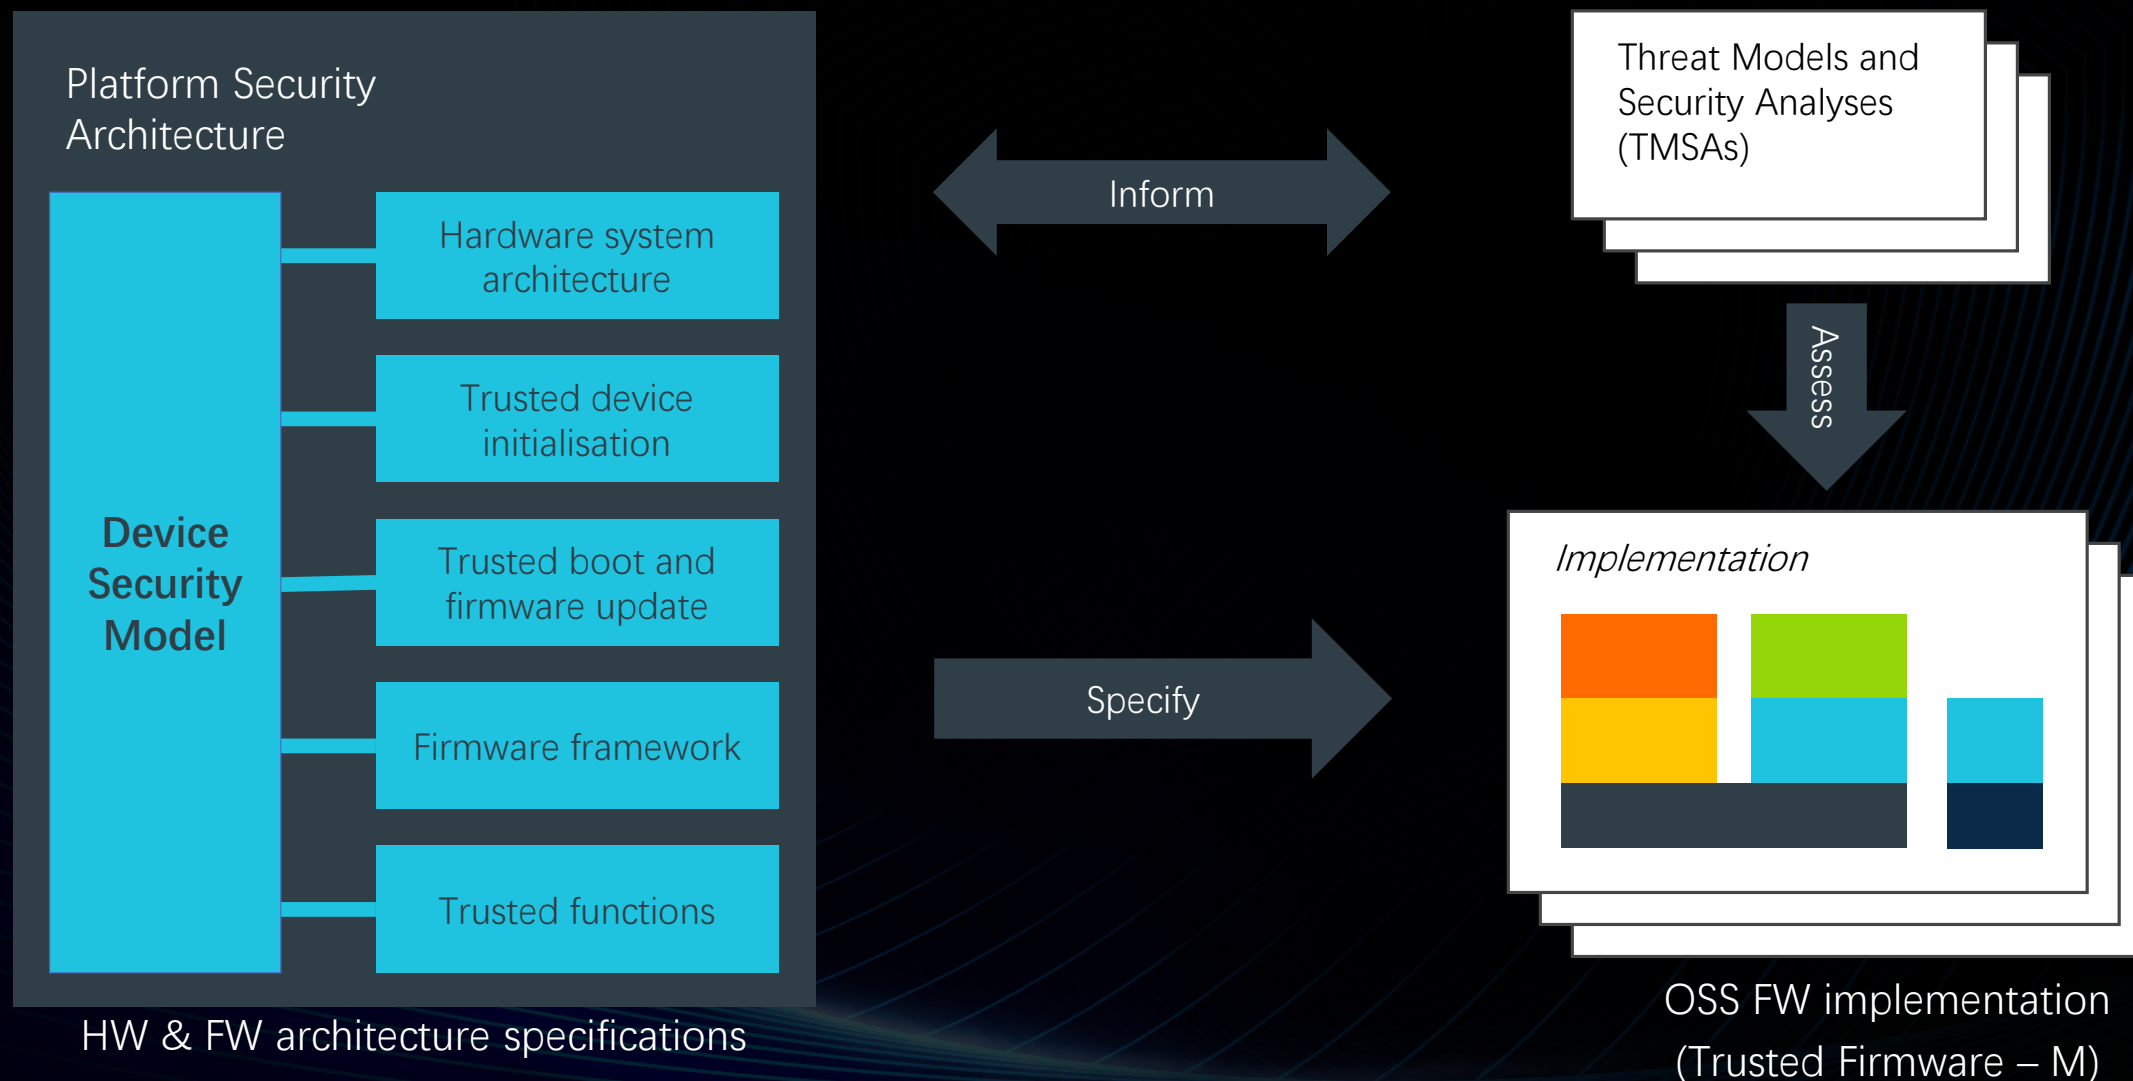 Platform Security
Architecture
Device
Security
Model
Hardware system
architecture
Trusted device
initialisation
Trusted boot and
firmware update
Firmware framework
Trusted functions
HW & FW architecture specifications
Inform
Specify
Threat Models and
Security Analyses
(TMSAs)
Assess
Implementation
OSS FW implementation
(Trusted Firmware – M)